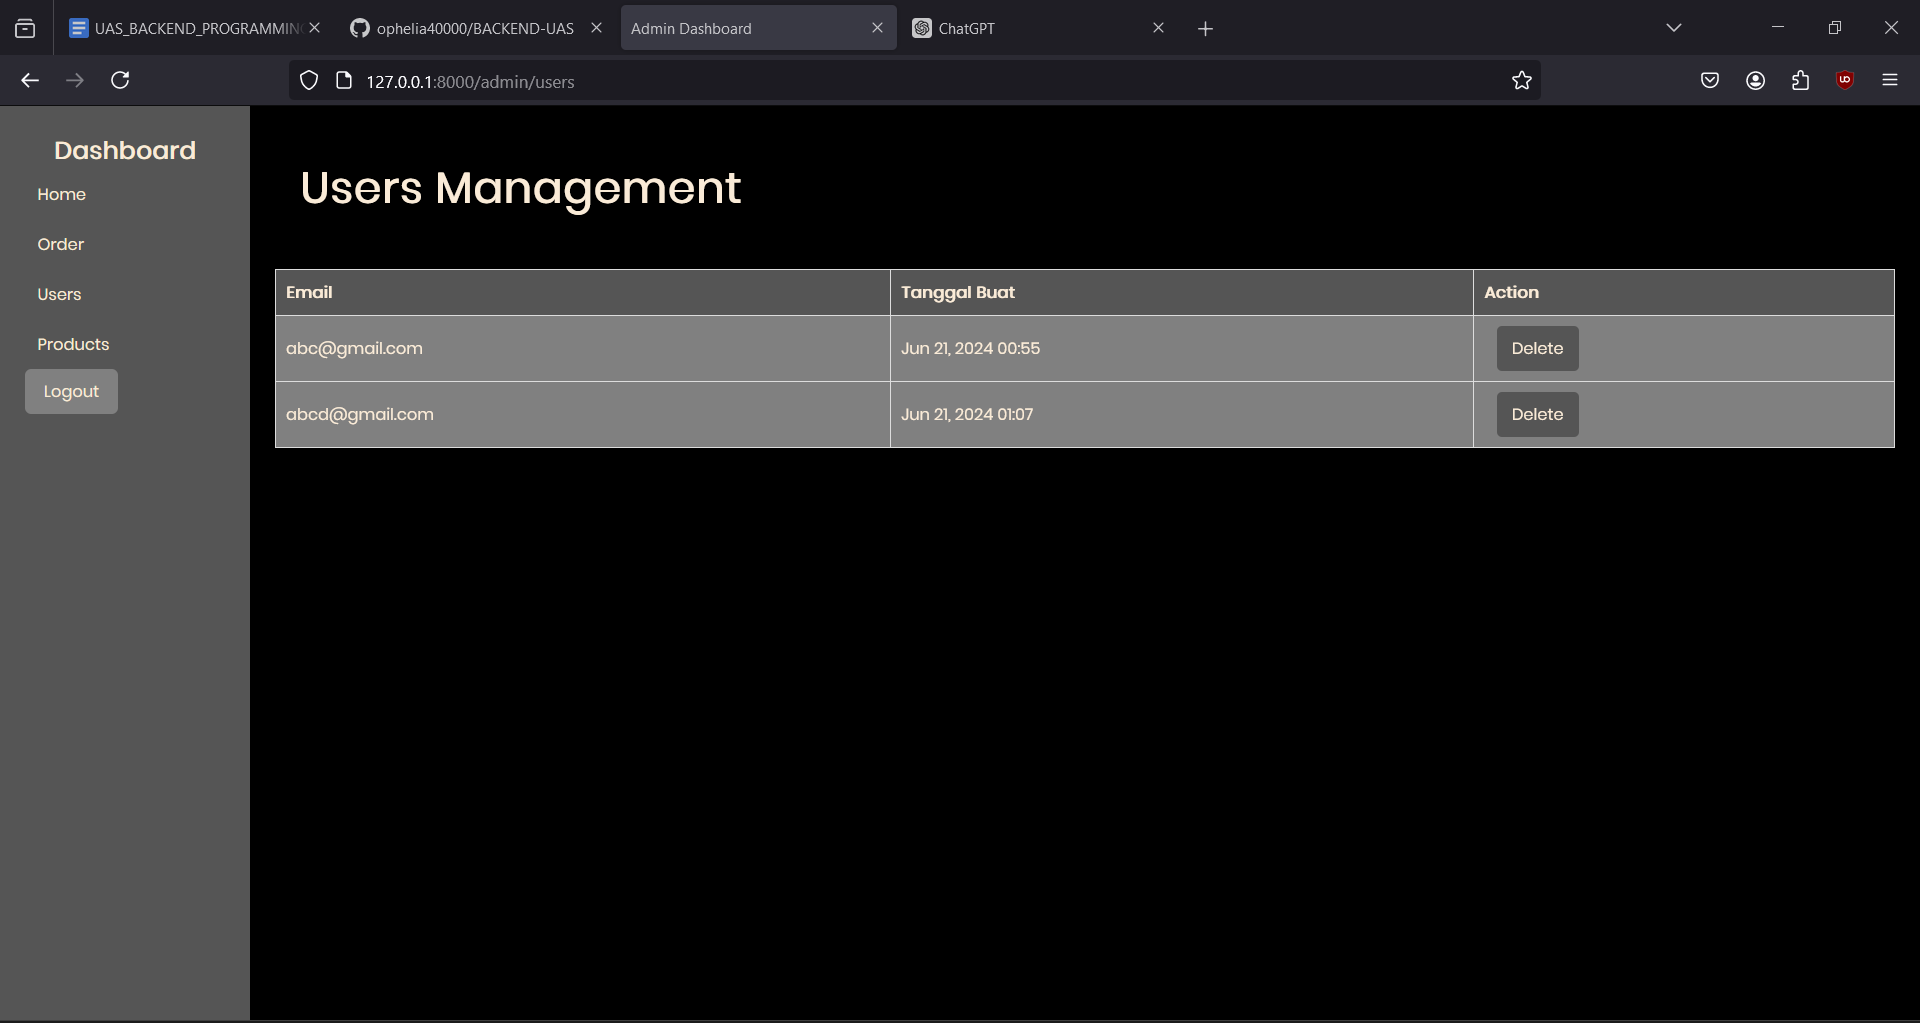 UAS_BACKEND_PROGRAMMING
ophelia40000/BACKEND-UAS
Admin Dashboard
ChatGPT
127.0.0.1:8000/admin/users
Dashboard
Home
Order
Users
Products
Logout
Users Management
Email Tanggal Buat Action
abc@gmail.com Jun 21, 2024 00:55 Delete
abcd@gmail.com Jun 21, 2024 01:07 Delete